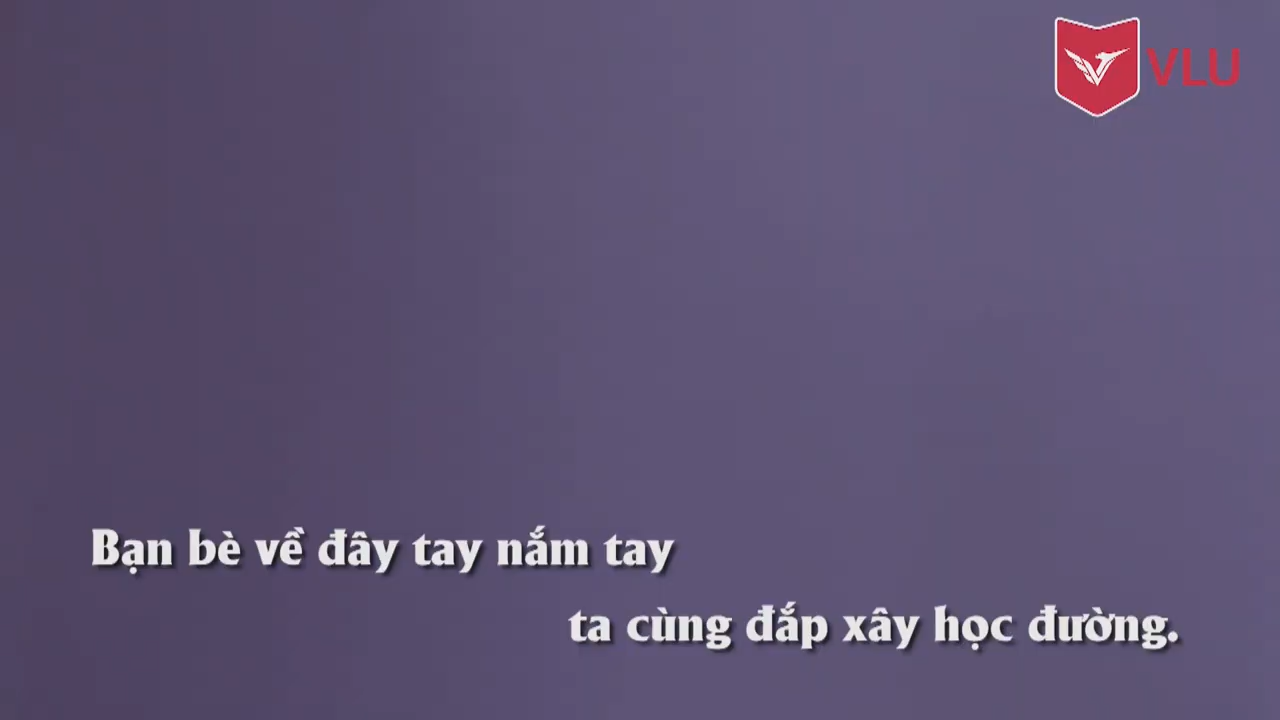 VLU
Bạn bè về đây tay nắm tay
ta cùng đắp xây học đường.